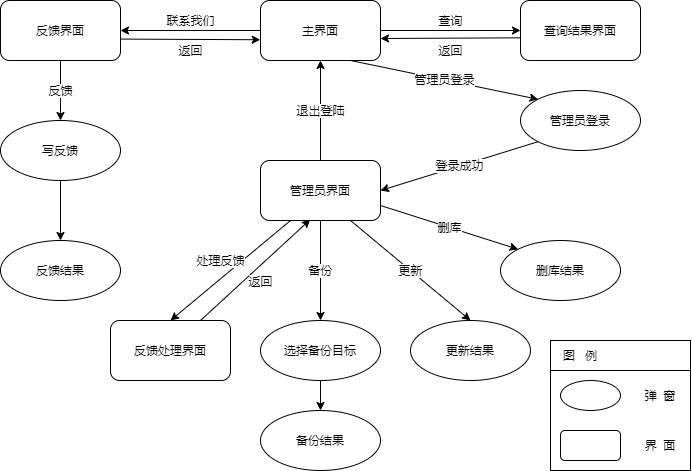 反馈界面
联系我们
返回
主界面
查询
返回
查询结果界面
反馈
管理员登录
管理员登录
退出登陆
写反馈
登录成功
管理员界面
删库
处理反馈
返回
备份
更新
反馈结果
删库结果
反馈处理界面
选择备份目标
更新结果
备份结果
图 例
弹 窗
界 面